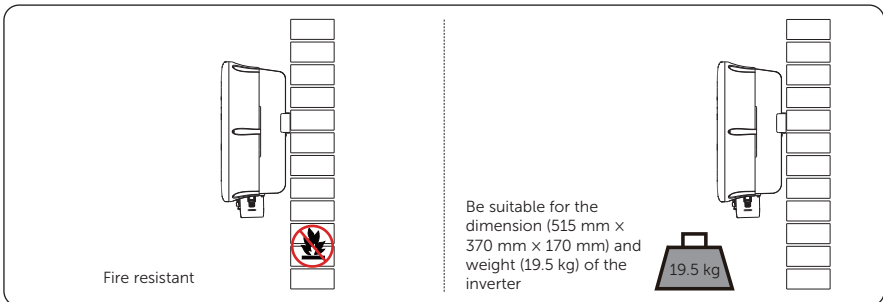 Fire resistant
Be suitable for the
dimension (515 mm ×
370 mm × 170 mm) and
weight (19.5 kg) of the
inverter
19.5 kg